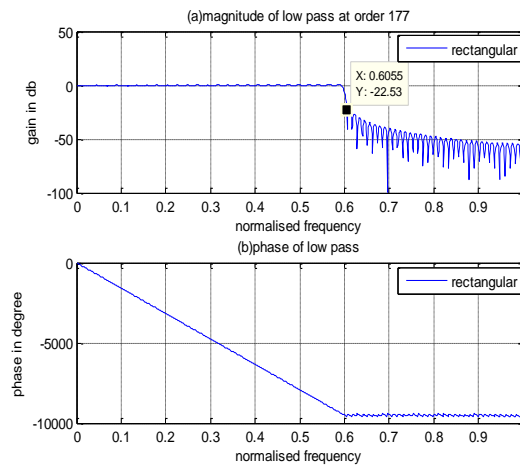 (a)magnitude of low pass at order 177
50
0
-50
-100
gain in db
rectangular
X: 0.6055
Y: -22.53
0 0.1 0.2 0.3 0.4 0.5 0.6 0.7 0.8 0.9
normalised frequency
(b)phase of low pass
0
-5000
-10000
phase in degree
rectangular
0 0.1 0.2 0.3 0.4 0.5 0.6 0.7 0.8 0.9
normalised frequency